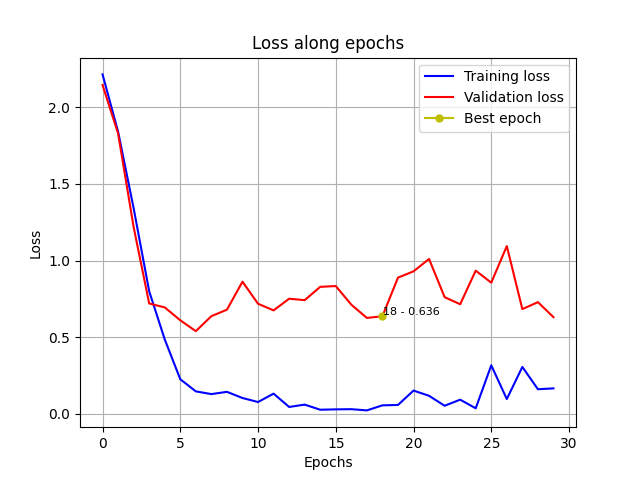 Loss along epochs
Training loss
Validation loss
Best epoch
2.0
1.5
1.0
0.5
0.0
Loss
18 - 0.636
0 5 10 15 20 25 30
Epochs